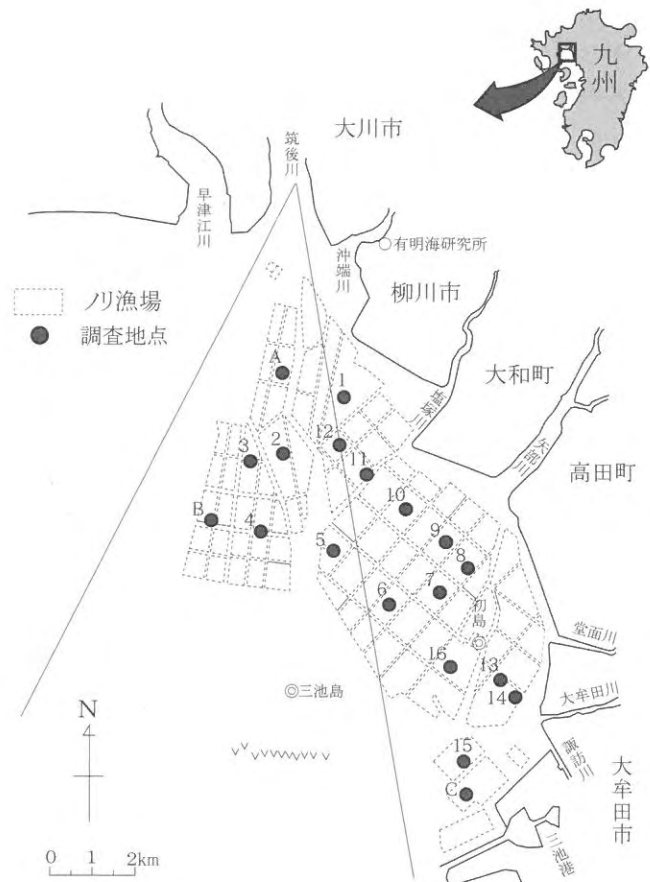 九州
大川市
筑後川
早津江川
沖端川
有明海研究所
柳川市
ノリ漁場
調査地点
大和町
塩塚川
矢部川
高田町
A
1
12
2
3
11
10
B
4
9
5
8
7
6
初島
堂面川
16
13
14
大牟田川
三池島
N
諏訪川
15
C
大牟田市
三池港
0 1 2km